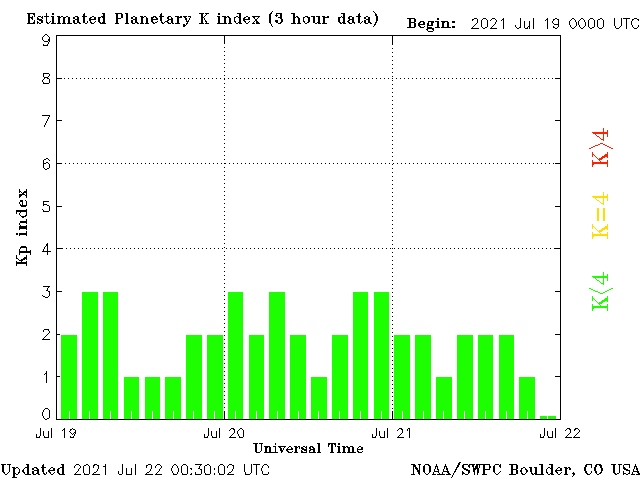 Estimated Planetary K index (3 hour data)
Begin: 2021 Jul 19 0000 UTC
9
8
7
6
5
4
3
2
1
0
Kp index
K>4
K=4
K<4
Jul 19
Jul 20
Jul 21
Jul 22
Universal Time
Updated 2021 Jul 22 00:30:02 UTC
NOAA/SWPC Boulder, CO USA